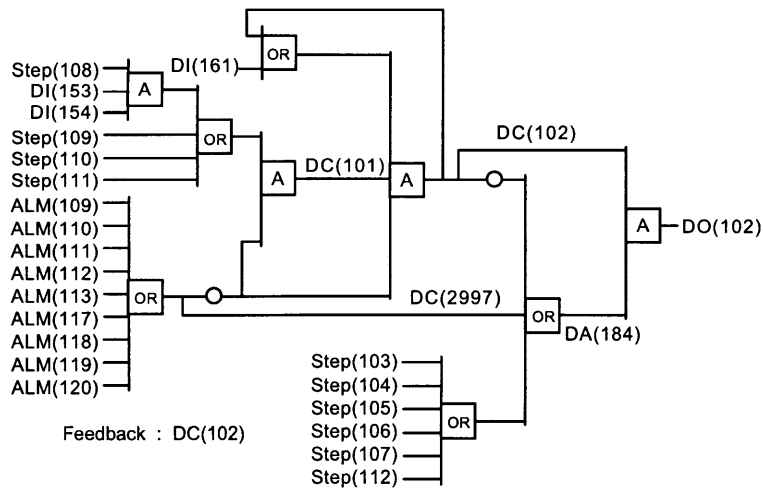 OR
Step(108)
DI(161)
DI(153)
A
DI(154)
DC(102)
Step(109)
OR
Step(110)
DC(101)
Step(111)
A
A
ALM(109)
ALM(110)
A
DO(102)
ALM(111)
ALM(112)
ALM(113)
OR
DC(2997)
ALM(117)
OR
DA(184)
ALM(118)
ALM(119)
Step(103)
ALM(120)
Step(104)
Step(105)
OR
Feedback : DC(102)
Step(106)
Step(107)
Step(112)